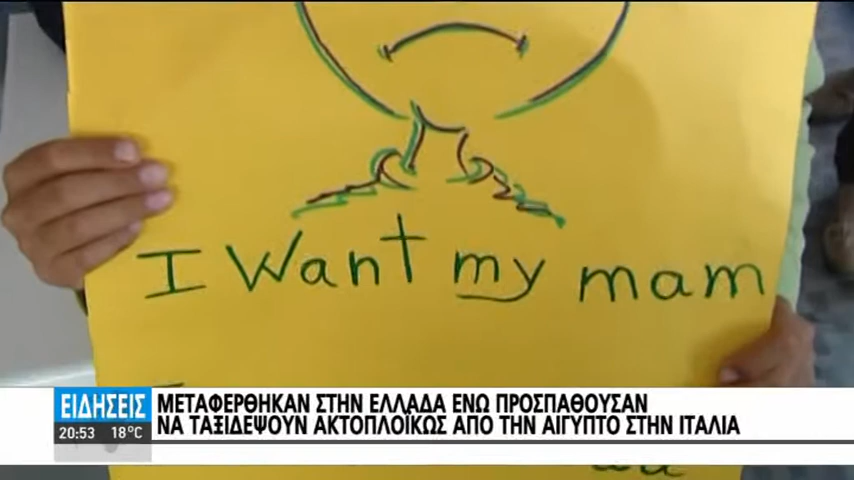 I want my mam
ΕΙΔΗΣΕΙΣ
20:53 18°C
ΜΕΤΑΦΕΡΘΗΚΑΝ ΣΤΗΝ ΕΛΛΑΔΑ ΕΝΩ ΠΡΟΣΠΑΘΟΥΣΑΝ
ΝΑ ΤΑΞΙΔΕΨΟΥΝ ΑΚΤΟΠΛΟΪΚΩΣ ΑΠΟ ΤΗΝ ΑΙΓΥΠΤΟ ΣΤΗΝ ΙΤΑΛΙΑ